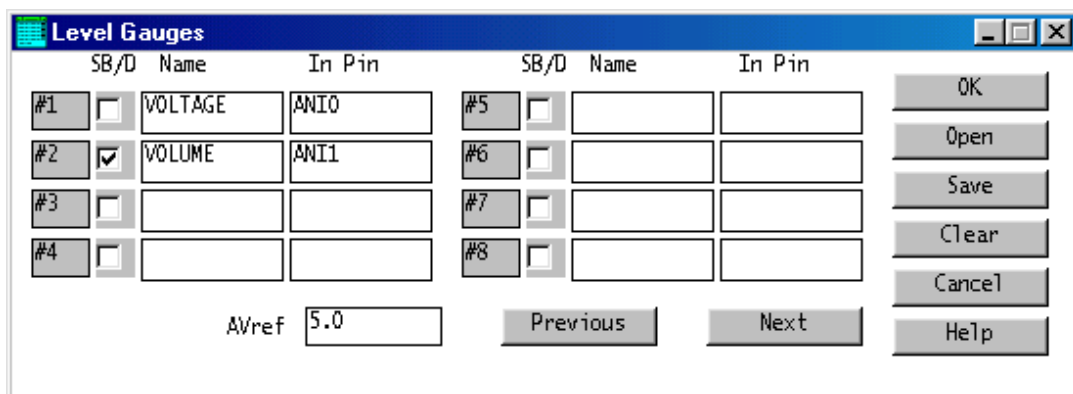 Level Gauges
SB/D Name In Pin SB/D Name In Pin
#1 VOLTAGE ANI0 #5
#2 VOLUME ANI1 #6
#3 #7
#4 #8
AVref 5.0 Previous Next
OK
Open
Save
Clear
Cancel
Help